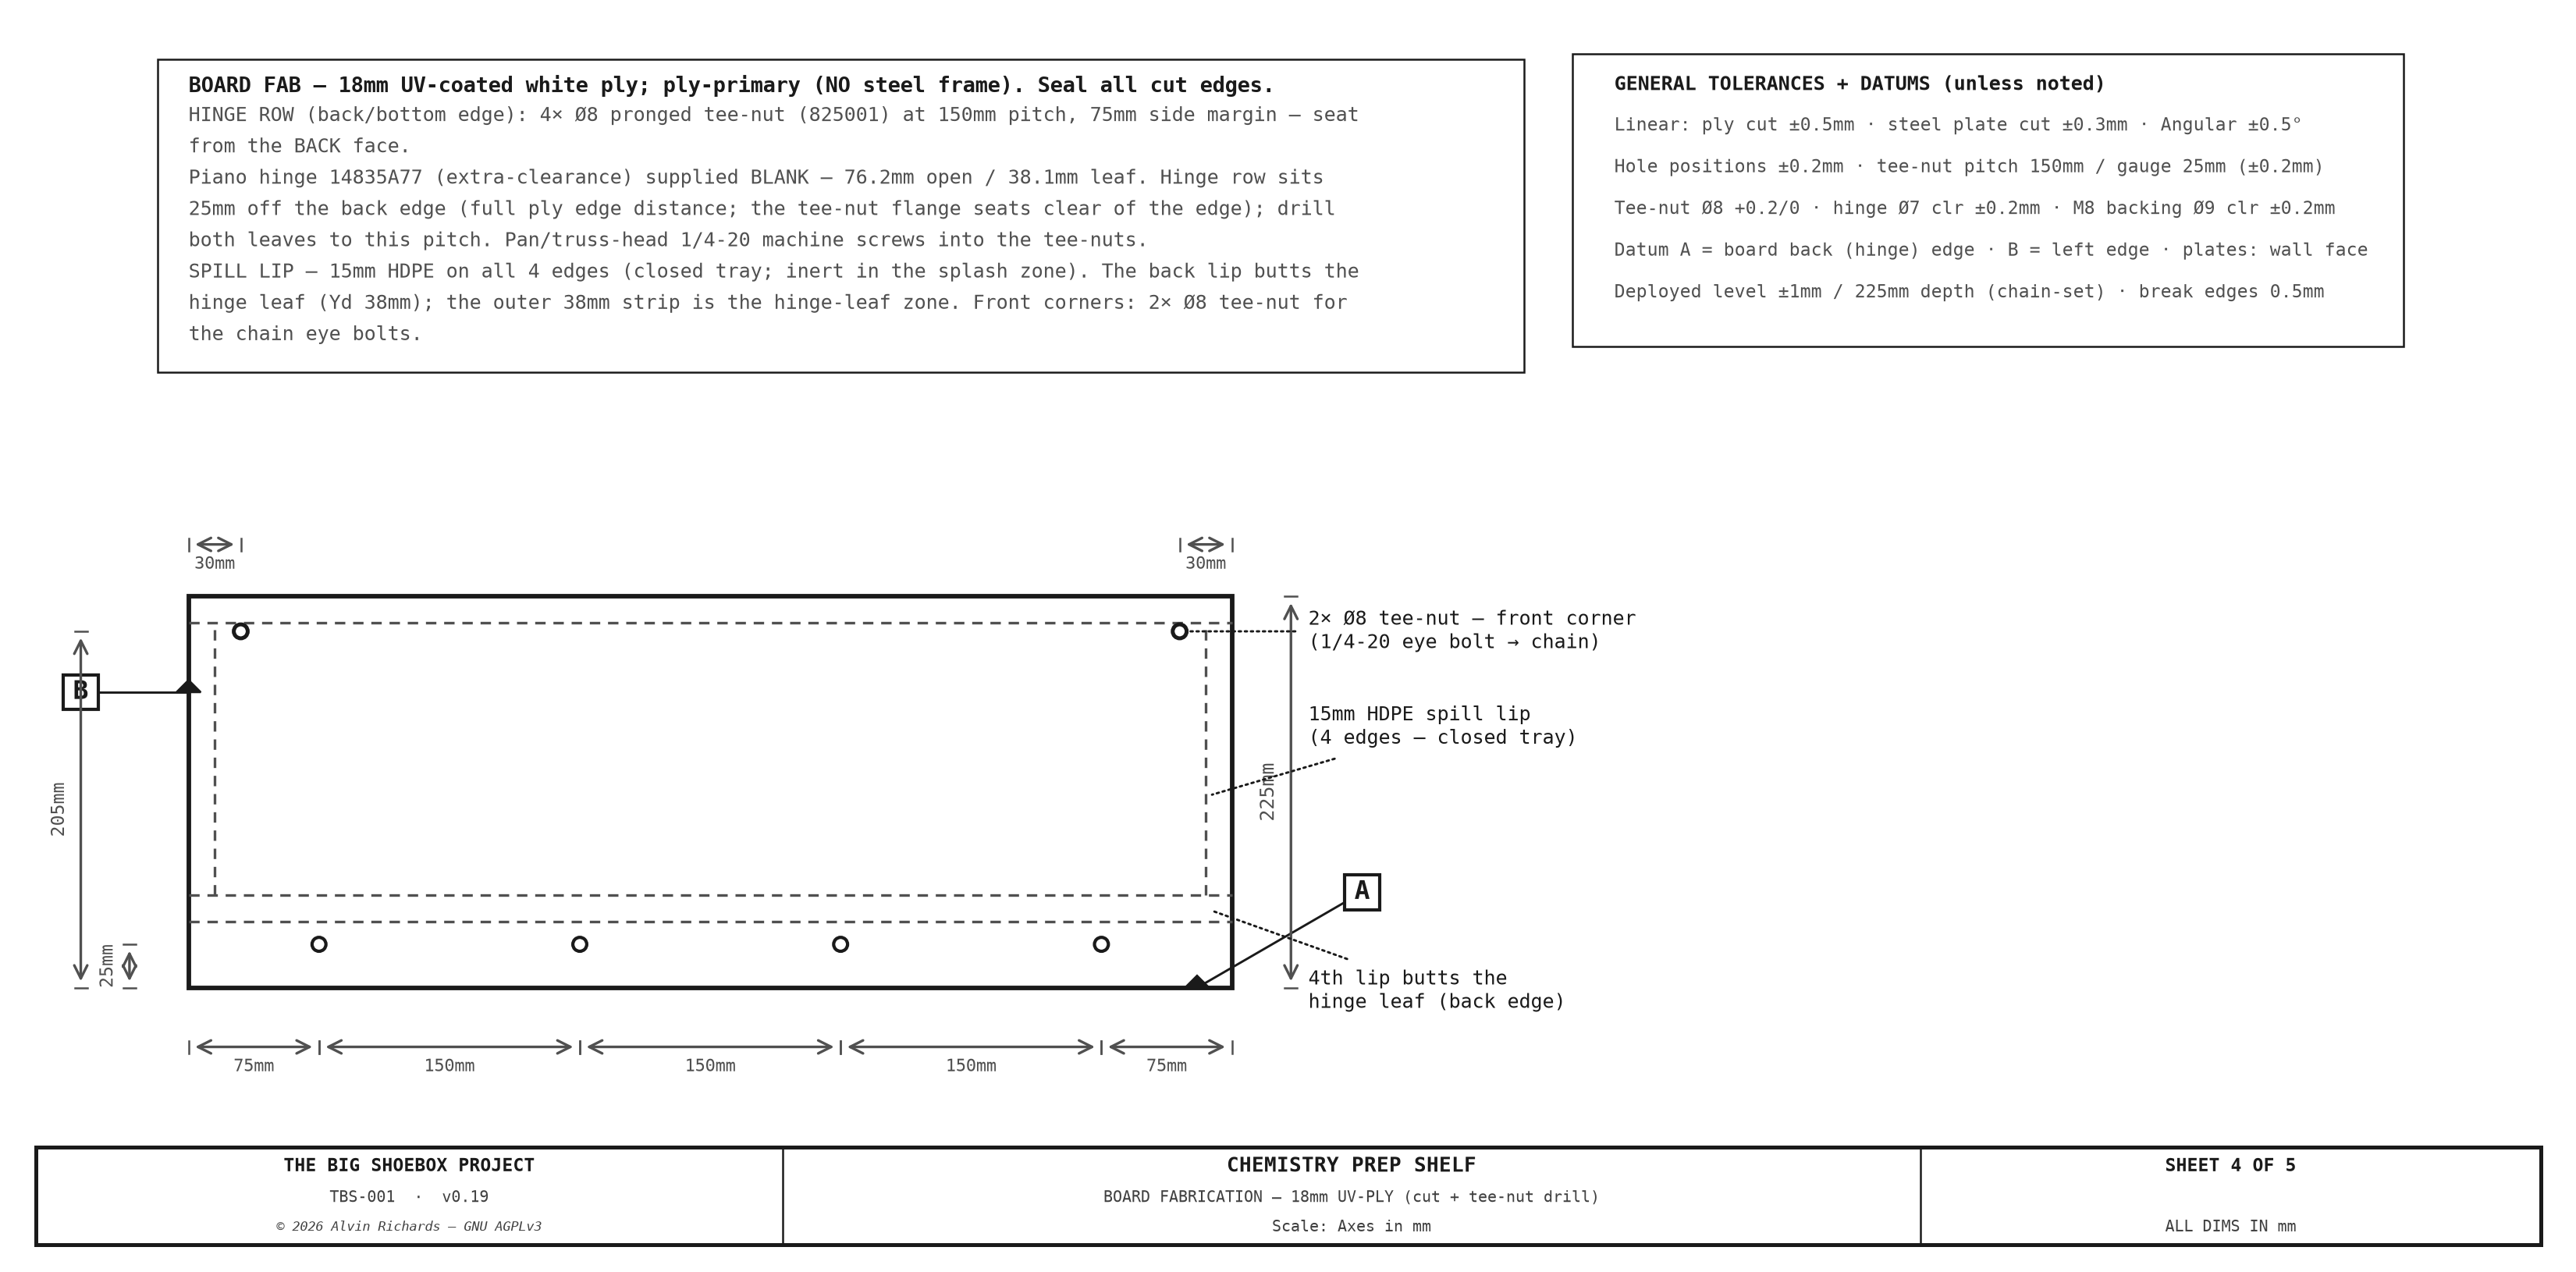 BOARD FAB — 18mm UV-coated white ply; ply-primary (NO steel frame). Seal all cut edges.
HINGE ROW (back/bottom edge): 4× Ø8 pronged tee-nut (825001) at 150mm pitch, 75mm side margin — seat
from the BACK face.
Piano hinge 14835A77 (extra-clearance) supplied BLANK — 76.2mm open / 38.1mm leaf. Hinge row sits
25mm off the back edge (full ply edge distance; the tee-nut flange seats clear of the edge); drill
both leaves to this pitch. Pan/truss-head 1/4-20 machine screws into the tee-nuts.
SPILL LIP — 15mm HDPE on all 4 edges (closed tray; inert in the splash zone). The back lip butts the
hinge leaf (Yd 38mm); the outer 38mm strip is the hinge-leaf zone. Front corners: 2× Ø8 tee-nut for
the chain eye bolts.
GENERAL TOLERANCES + DATUMS (unless noted)
Linear: ply cut ±0.5mm · steel plate cut ±0.3mm · Angular ±0.5°
Hole positions ±0.2mm · tee-nut pitch 150mm / gauge 25mm (±0.2mm)
Tee-nut Ø8 +0.2/0 · hinge Ø7 clr ±0.2mm · M8 backing Ø9 clr ±0.2mm
Datum A = board back (hinge) edge · B = left edge · plates: wall face
Deployed level ±1mm / 225mm depth (chain-set) · break edges 0.5mm
30mm
30mm
2× Ø8 tee-nut — front corner
(1/4-20 eye bolt → chain)
B
15mm HDPE spill lip
(4 edges — closed tray)
225mm
205mm
A
25mm
4th lip butts the
hinge leaf (back edge)
75mm
150mm
150mm
150mm
75mm
THE BIG SHOEBOX PROJECT
TBS-001 · v0.19
© 2026 Alvin Richards — GNU AGPLv3
CHEMISTRY PREP SHELF
BOARD FABRICATION — 18mm UV-PLY (cut + tee-nut drill)
Scale: Axes in mm
SHEET 4 OF 5
ALL DIMS IN mm